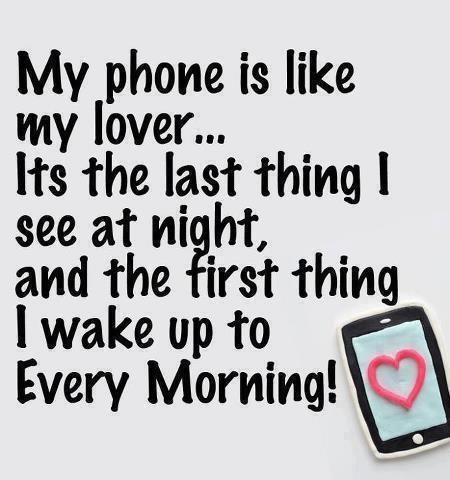 My phone is like
my lover...
Its the last thing I
see at night,
and the first thing
I wake up to
Every Morning!